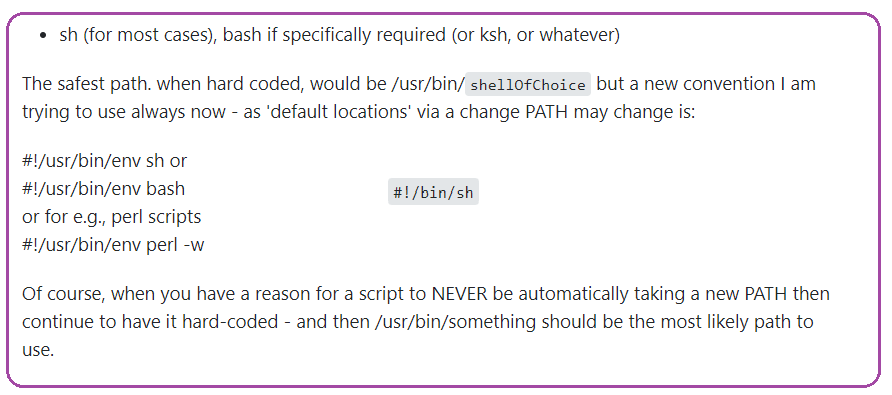 • sh (for most cases), bash if specifically required (or ksh, or whatever)
The safest path. when hard coded, would be /usr/bin/shellOfChoice but a new convention I am
trying to use always now - as 'default locations' via a change PATH may change is:
#!/usr/bin/env sh or
#!/usr/bin/env bash
#!/bin/sh
or for e.g., perl scripts
#!/usr/bin/env perl -w
Of course, when you have a reason for a script to NEVER be automatically taking a new PATH then
continue to have it hard-coded - and then /usr/bin/something should be the most likely path to
use.